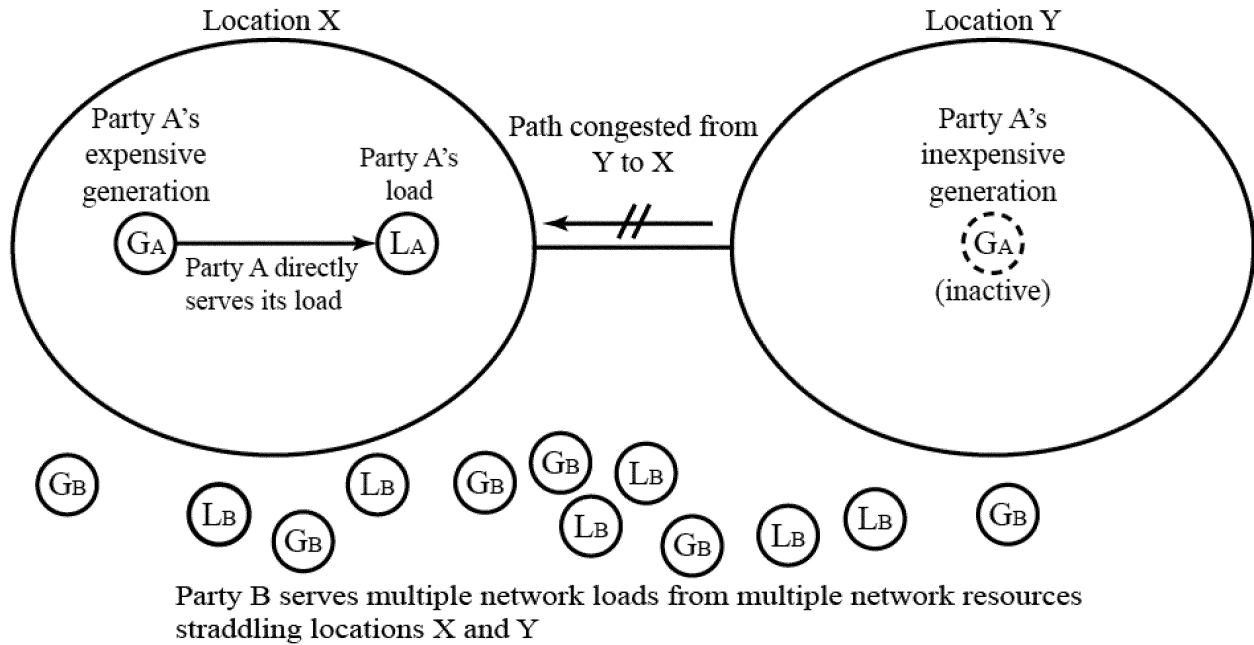 Location X
Location Y
Party A's
expensive
generation
Party A's
load
Path congested from
Y to X
Party A's
inexpensive
generation
GA
LA
GA
Party A directly
serves its load
(inactive)
GB
LB
GB
LB
GB
GB
LB
LB
GB
LB
LB
GB
Party B serves multiple network loads from multiple network resources
straddling locations X and Y